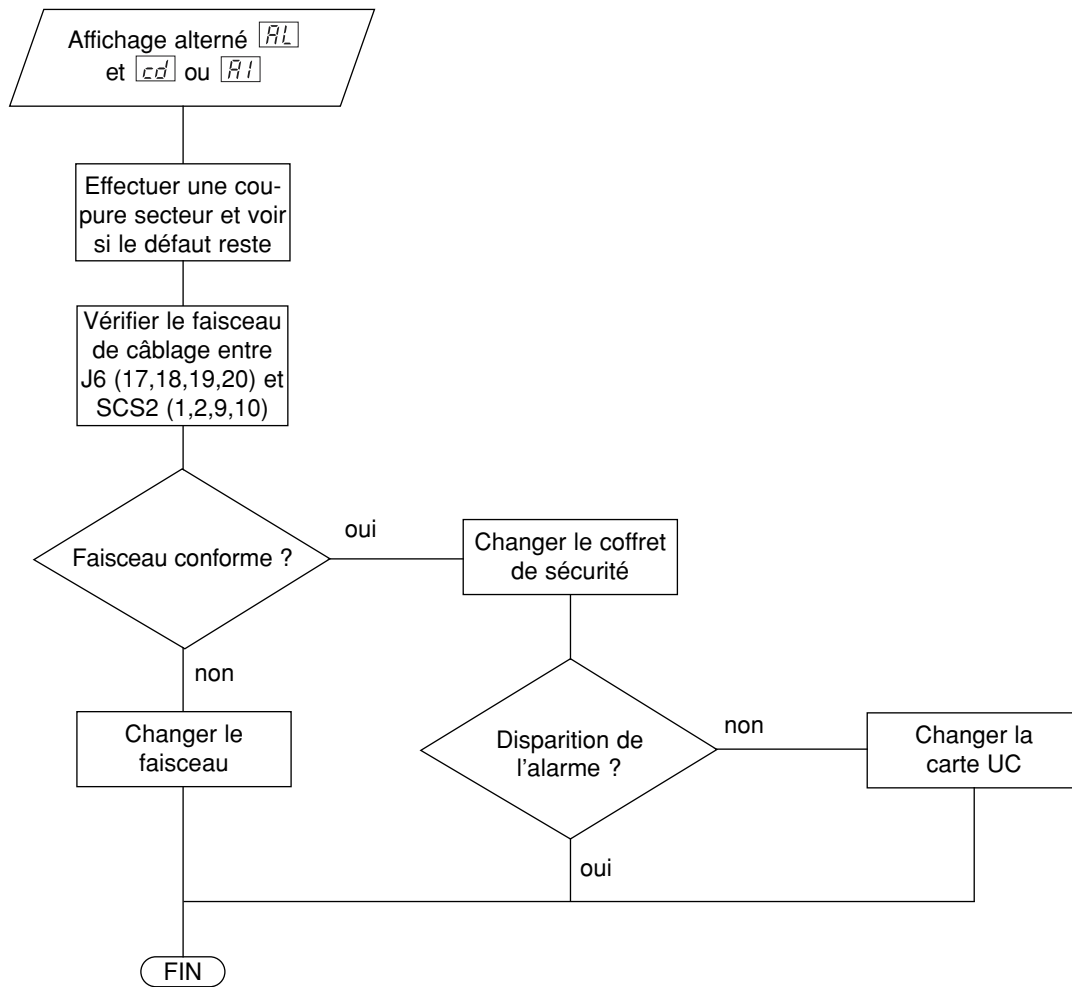 Affichage alterné AL
et cd ou A1
Effectuer une cou-
pure secteur et voir
si le défaut reste
Vérifier le faisceau
de câblage entre
J6 (17,18,19,20) et
SCS2 (1,2,9,10)
Faisceau conforme ?
oui
Changer le coffret
de sécurité
non
Changer le
faisceau
Disparition de
l'alarme ?
non
Changer la
carte UC
oui
FIN